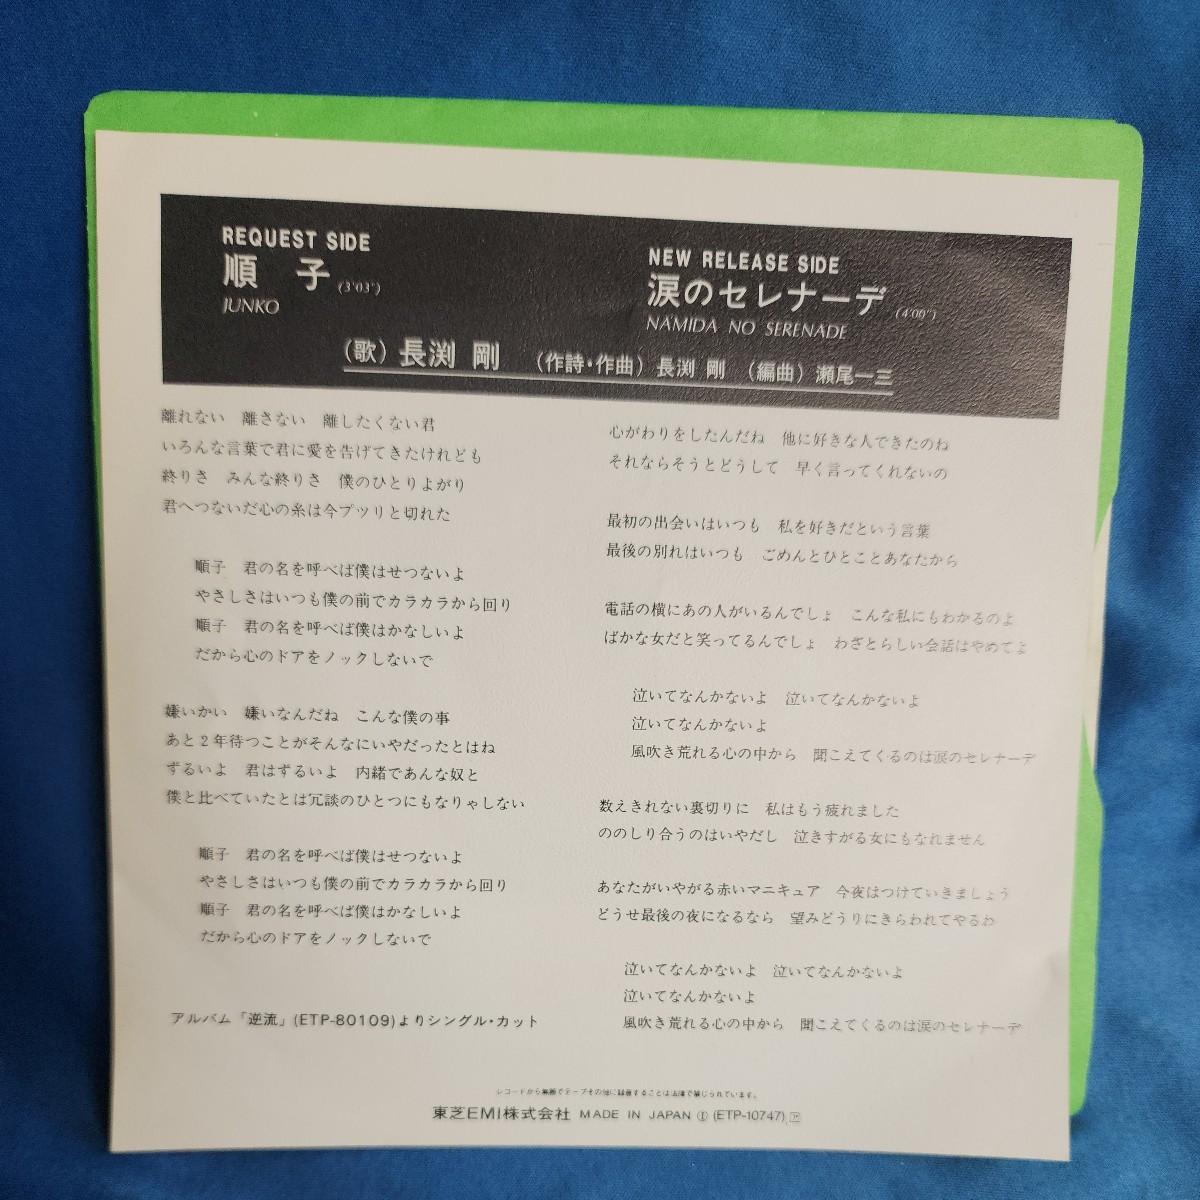 REQUEST SIDE
順 子 (3'03")
JUNKO
NEW RELEASE SIDE
涙のセレナーデ (4'00")
NAMIDA NO SERENADE
(歌) 長渕 剛 (作詩・作曲) 長渕 剛 (編曲) 瀬尾一三
離れない 離さない 離したくない君
いろんな言葉で君に愛を告げてきたけれども
終りさ みんな終りさ 僕のひとりよがり
君へつないだ心の糸は今プツリと切れた
順子 君の名を呼べば僕はせつないよ
やさしさはいつも僕の前でカラカラから回り
順子 君の名を呼べば僕はかなしいよ
だから心のドアをノックしないで
嫌いかい 嫌いなんだね こんな僕の事
あと2年待つことがそんなにいやだったとはね
ずるいよ 君はずるいよ 内緒であんな奴と
僕と比べていたとは冗談のひとつにもなりゃしない
順子 君の名を呼べば僕はせつないよ
やさしさはいつも僕の前でカラカラから回り
順子 君の名を呼べば僕はかなしいよ
だから心のドアをノックしないで
アルバム「逆流」(ETP-80109)よりシングル・カット
心がわりをしたんだね 他に好きな人できたのね
それならそうとどうして 早く言ってくれないの
最初の出会いはいつも 私を好きだという言葉
最後の別れはいつも ごめんとひとことあなたから
電話の横にあの人がいるんでしょ こんな私にもわかるのよ
ばかな女だと笑ってるんでしょ わざとらしい会話はやめてよ
泣いてなんかないよ 泣いてなんかないよ
泣いてなんかないよ
風吹き荒れる心の中から 聞こえてくるのは涙のセレナーデ
数えきれない裏切りに 私はもう疲れました
ののしり合うのはいやだし 泣きすがる女にもなれません
あなたがいやがる赤いマニキュア 今夜はつけていきましょう
どうせ最後の夜になるなら 望みどうりにきらわれてやるわ
泣いてなんかないよ 泣いてなんかないよ
泣いてなんかないよ
風吹き荒れる心の中から 聞こえてくるのは涙のセレナーデ
レコードから無断でテープその他に録音することは法律で禁じられています。
東芝EMI株式会社 MADE IN JAPAN Ⓘ (ETP-10747)